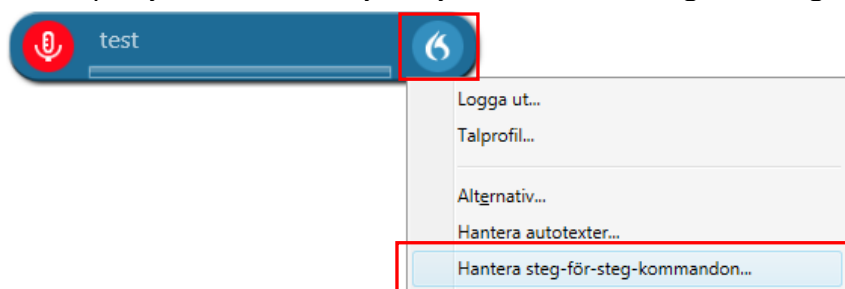 test
Logga ut...
Talprofil...
Alternativ...
Hantera autotexter...
Hantera steg-för-steg-kommandon...